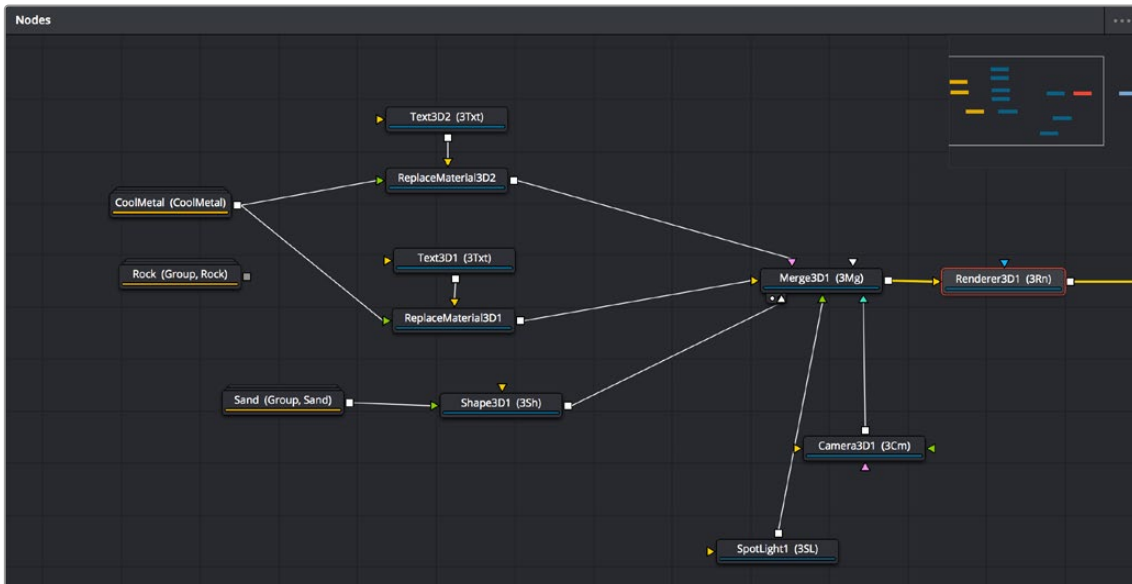 Nodes
Text3D2 (3Txt)
ReplaceMaterial3D2
CoolMetal (CoolMetal)
Text3D1 (3Txt)
Rock (Group, Rock)
Merge3D1 (3Mg)
Renderer3D1 (3Rn)
ReplaceMaterial3D1
Sand (Group, Sand)
Shape3D1 (3Sh)
Camera3D1 (3Cm)
SpotLight1 (3SL)